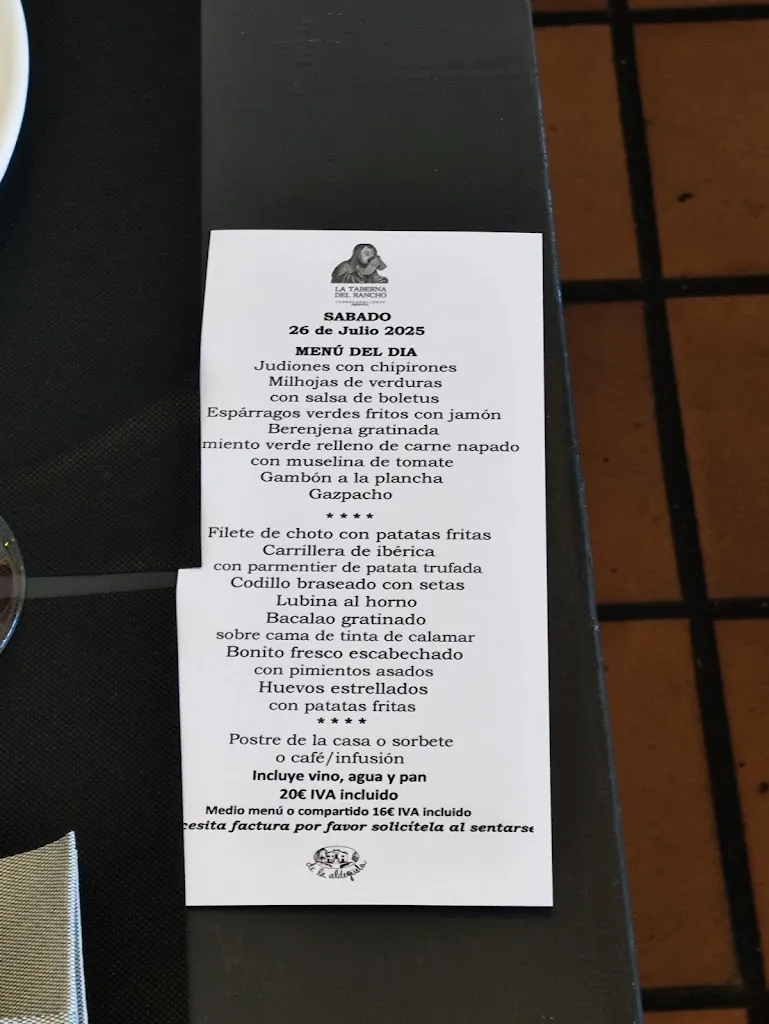 LA TABERNA
DEL RANCHO
SABADO
26 de Julio 2025
MENÚ DEL DIA
Judiones con chipirones
Milhojas de verduras
con salsa de boletus
Espárragos verdes fritos con jamón
Berenjena gratinada
miento verde relleno de carne napado
con muselina de tomate
Gambón a la plancha
Gazpacho
* * * *
Filete de choto con patatas fritas
Carrillera de ibérica
con parmentier de patata trufada
Codillo braseado con setas
Lubina al horno
Bacalao gratinado
sobre cama de tinta de calamar
Bonito fresco escabechado
con pimientos asados
Huevos estrellados
con patatas fritas
* * * *
Postre de la casa o sorbete
o café/infusión
Incluye vino, agua y pan
20€ IVA incluido
Medio menú o compartido 16€ IVA incluido
cesita factura por favor solicítela al sentarse
de la aldeguela